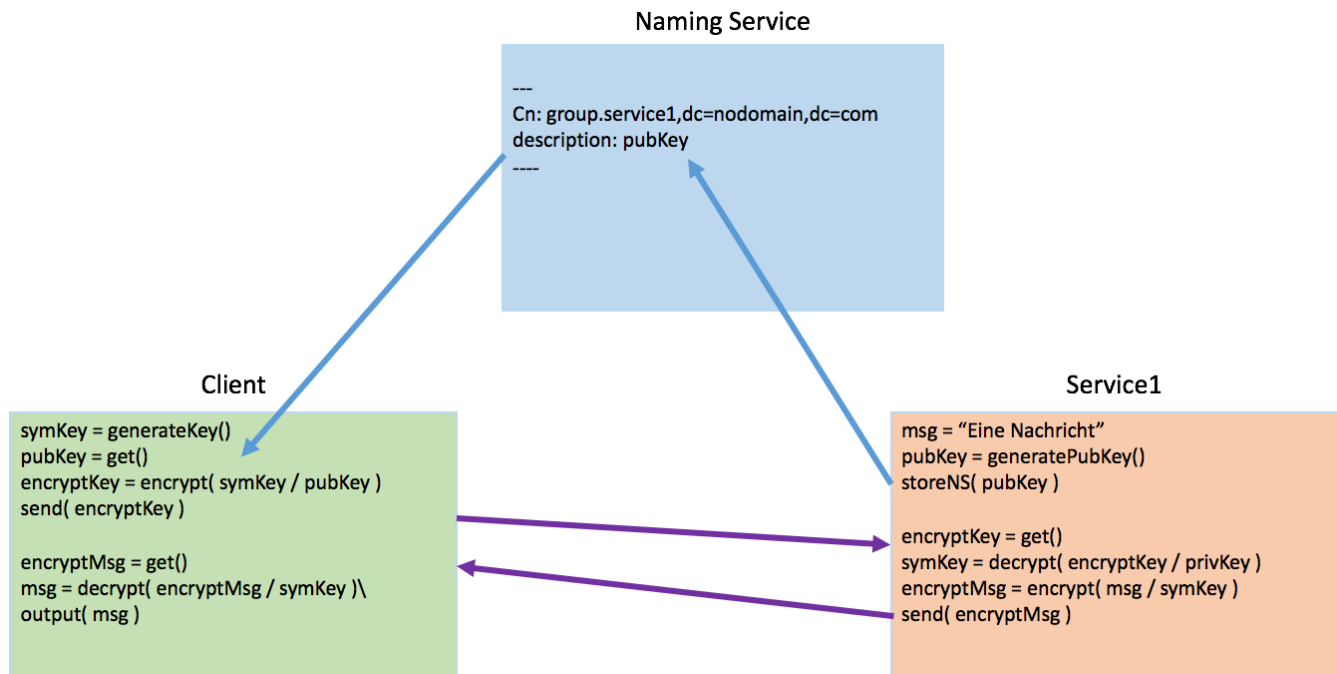 Naming Service
---
Cn: group.service1,dc=nodomain,dc=com
description: pubKey
----
Client
symKey = generateKey()
pubKey = get()
encryptKey = encrypt( symKey / pubKey )
send( encryptKey )
encryptMsg = get()
msg = decrypt( encryptMsg / symKey )\
output( msg )
Service1
msg = “Eine Nachricht”
pubKey = generatePubKey()
storeNS( pubKey )
encryptKey = get()
symKey = decrypt( encryptKey / privKey )
encryptMsg = encrypt( msg / symKey )
send( encryptMsg )